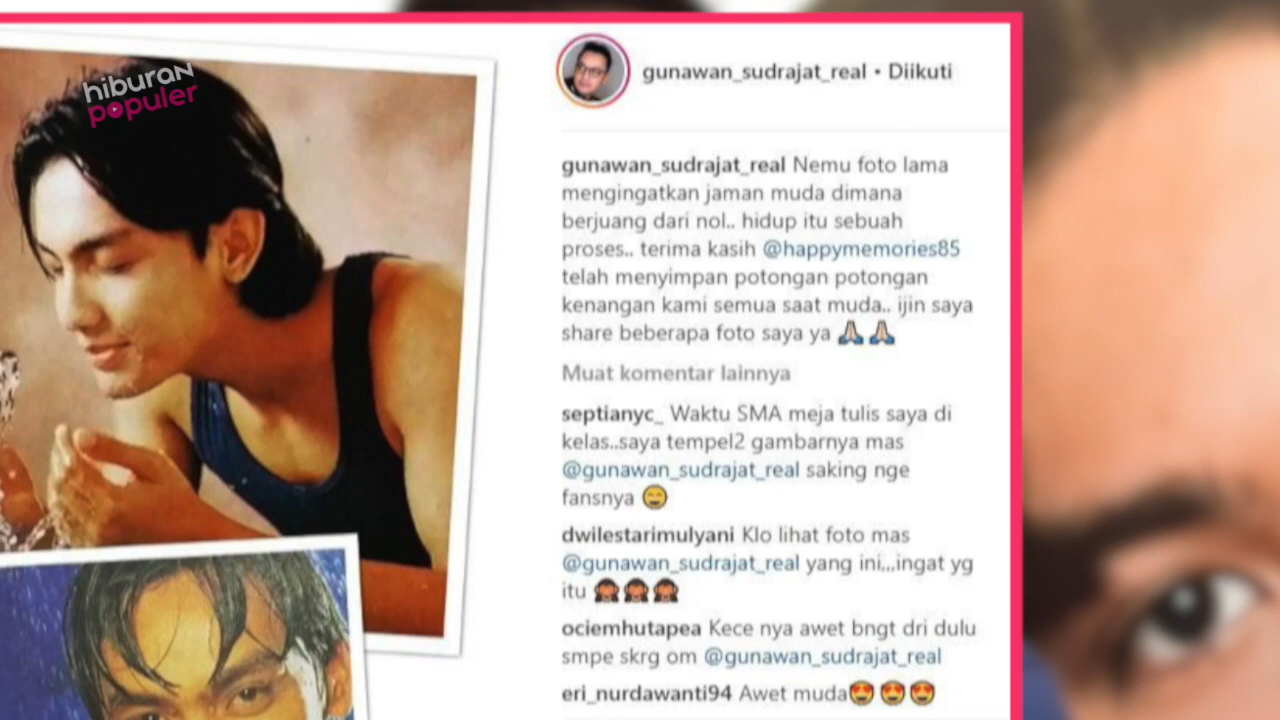 hiburan
populer
gunawan_sudrajat_real • Diikuti
gunawan_sudrajat_real Nemu foto lama
mengingatkan jaman muda dimana
berjuang dari nol.. hidup itu sebuah
proses.. terima kasih @happymemories85
telah menyimpan potongan potongan
kenangan kami semua saat muda.. ijin saya
share beberapa foto saya ya 🙏🙏
Muat komentar lainnya
septianyc_ Waktu SMA meja tulis saya di
kelas..saya tempel2 gambarnya mas
@gunawan_sudrajat_real saking nge
fansnya 😄
dwilestarimulyani Klo lihat foto mas
@gunawan_sudrajat_real yang ini,,,ingat yg
itu 🙊🙊🙊
ociemhutapea Kece nya awet bngt dri dulu
smpe skrg om @gunawan_sudrajat_real
eri_nurdawanti94 Awet muda😍😍😍